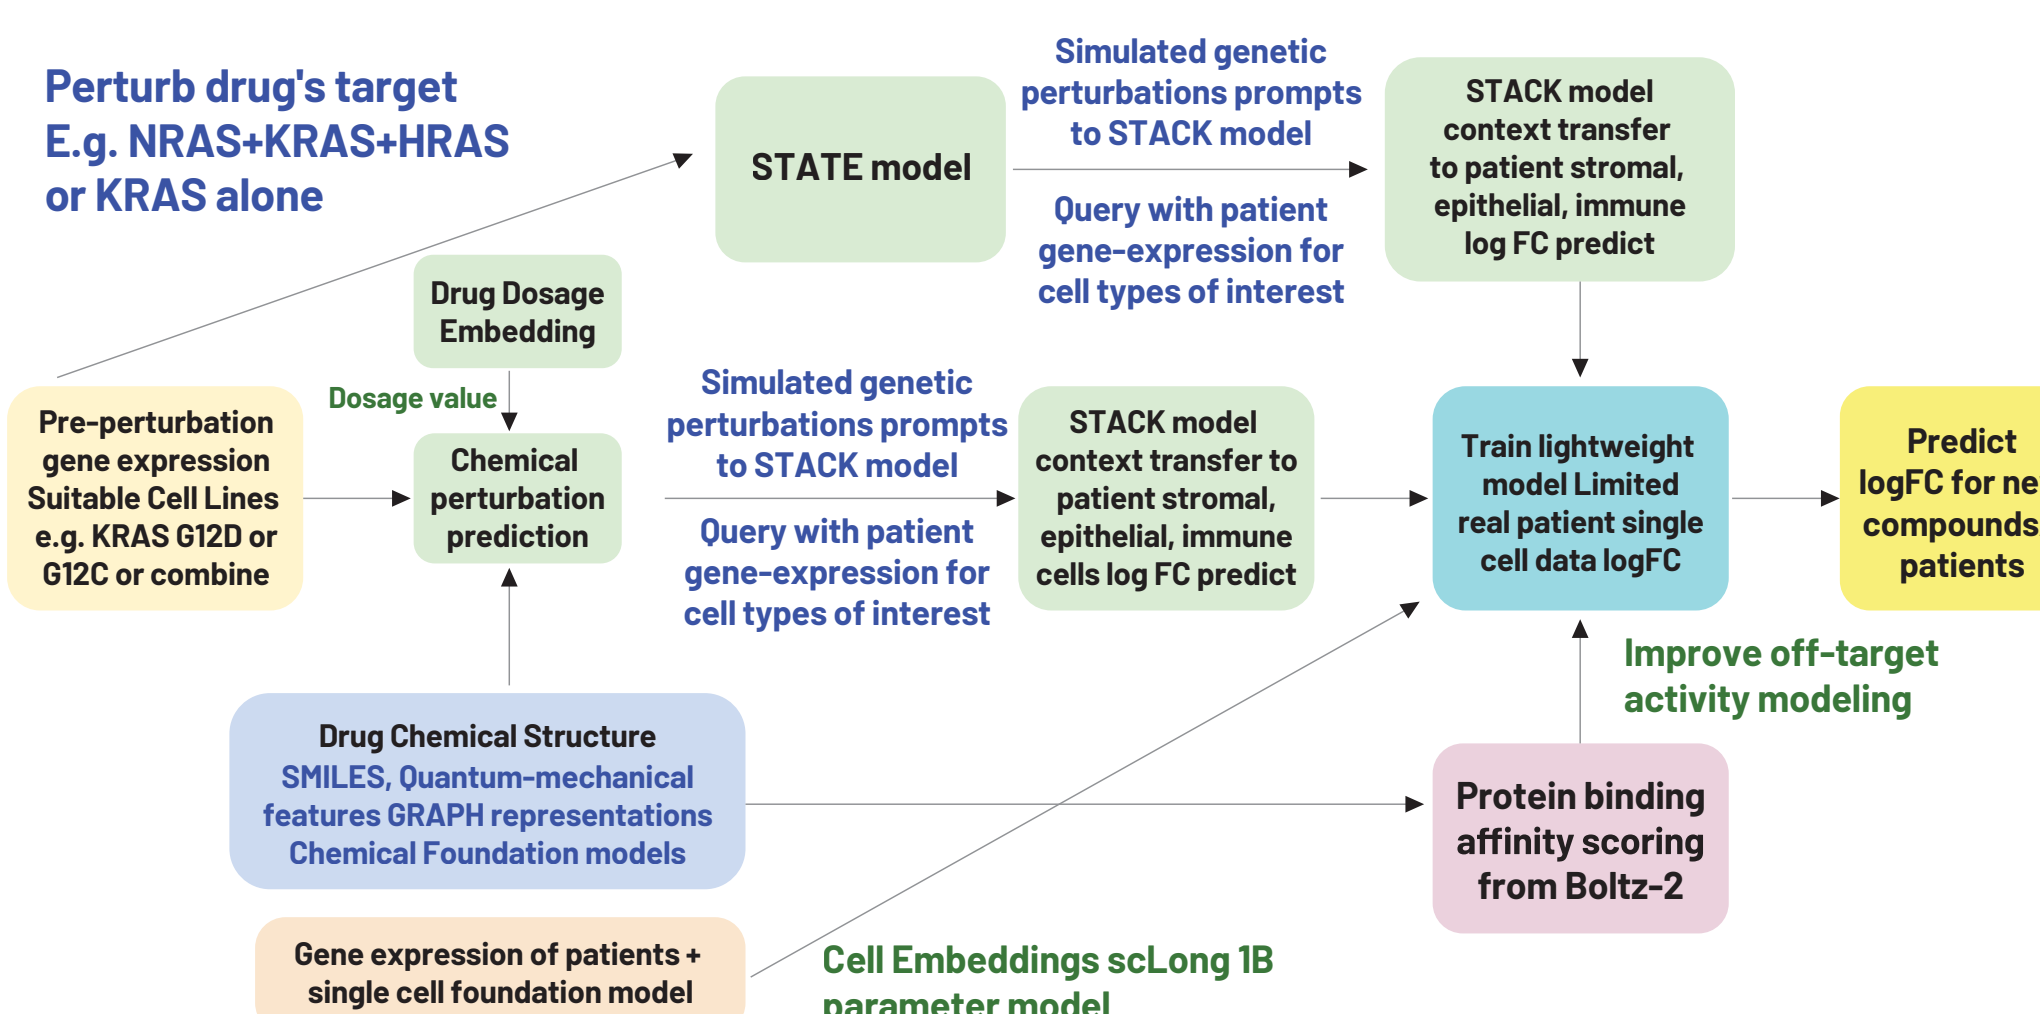 Perturb drug's target
E.g. NRAS+KRAS+HRAS
or KRAS alone
STATE model
Simulated genetic
perturbations prompts
to STACK model
Query with patient
gene-expression for
cell types of interest
STACK model
context transfer
to patient stromal,
epithelial, immune
log FC predict
Drug Dosage
Embedding
Dosage value
Pre-perturbation
gene expression
Suitable Cell Lines
e.g. KRAS G12D or
G12C or combine
Chemical
perturbation
prediction
Simulated genetic
perturbations prompts
to STACK model
Query with patient
gene-expression for
cell types of interest
STACK model
context transfer to
patient stromal,
epithelial, immune
cells log FC predict
Train lightweight
model Limited
real patient single
cell data logFC
Predict
logFC for
compounds
patients
Improve off-target
activity modeling
Drug Chemical Structure
SMILES, Quantum-mechanical
features GRAPH representations
Chemical Foundation models
Protein binding
affinity scoring
from Boltz-2
Gene expression of patients +
single cell foundation model
Cell Embeddings scLong 1B
parameter model